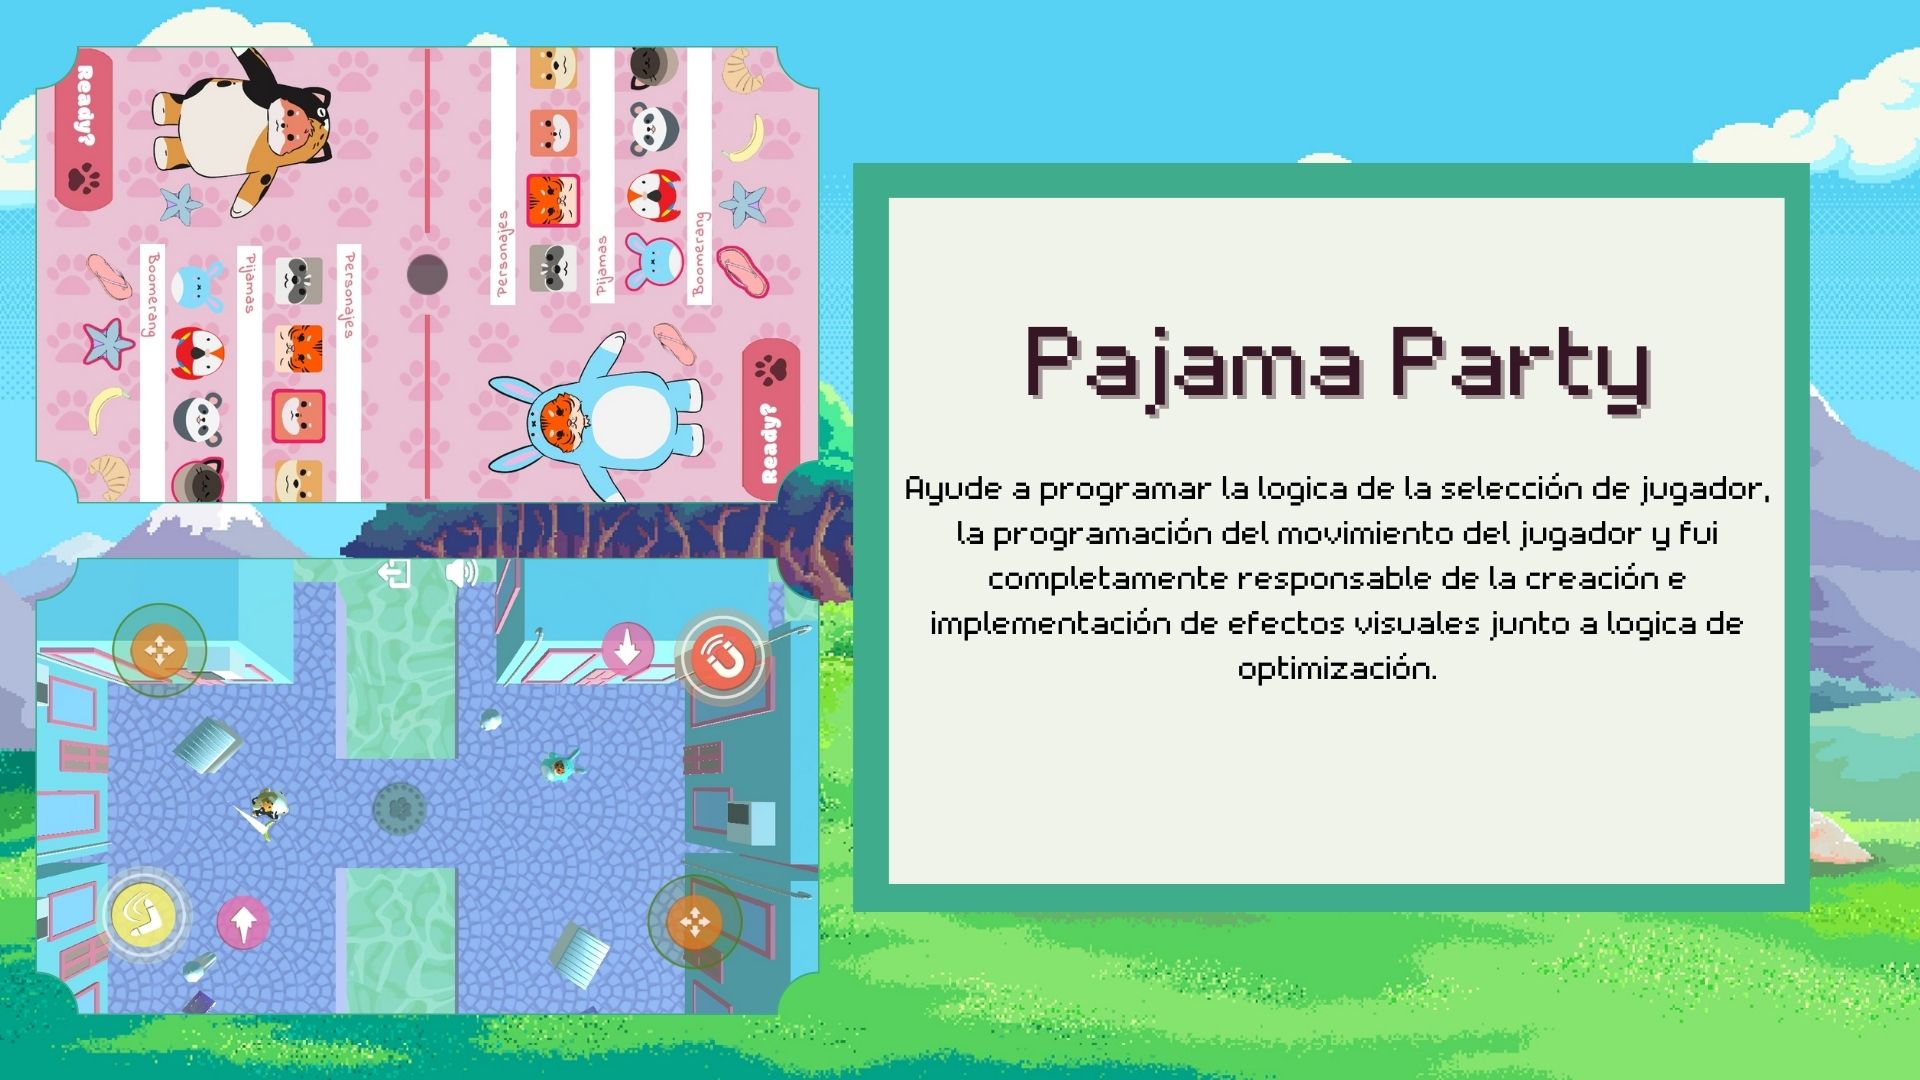 Ready?
Boomerang
Pijamas
Personajes
Personajes
Pijamas
Boomerang
Ready?
Pajama Party
Ayude a programar la logica de la selección de jugador,
la programación del movimiento del jugador y fui
completamente responsable de la creación e
implementación de efectos visuales junto a logica de
optimización.